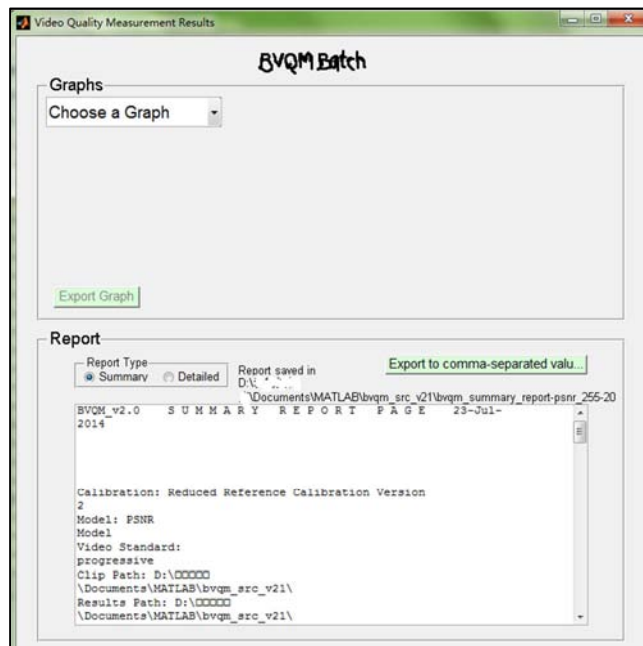 Video Quality Measurement Results
BVQM Batch
Graphs
Choose a Graph
Export Graph
Report
Report Type
Summary
Detailed
Report saved in
D:\
\Documents\MATLAB\bvqm_src_v21\bvqm_summary_report-psnr_255-20
Export to comma-separated valu...
BVQM_v2.0 S U M M A R Y R E P O R T P A G E 23-Jul-
2014
Calibration: Reduced Reference Calibration Version
2
Model: PSNR
Model
Video Standard:
progressive
Clip Path: D:\□□□□□
\Documents\MATLAB\bvqm_src_v21\
Results Path: D:\□□□□□
\Documents\MATLAB\bvqm_src_v21\